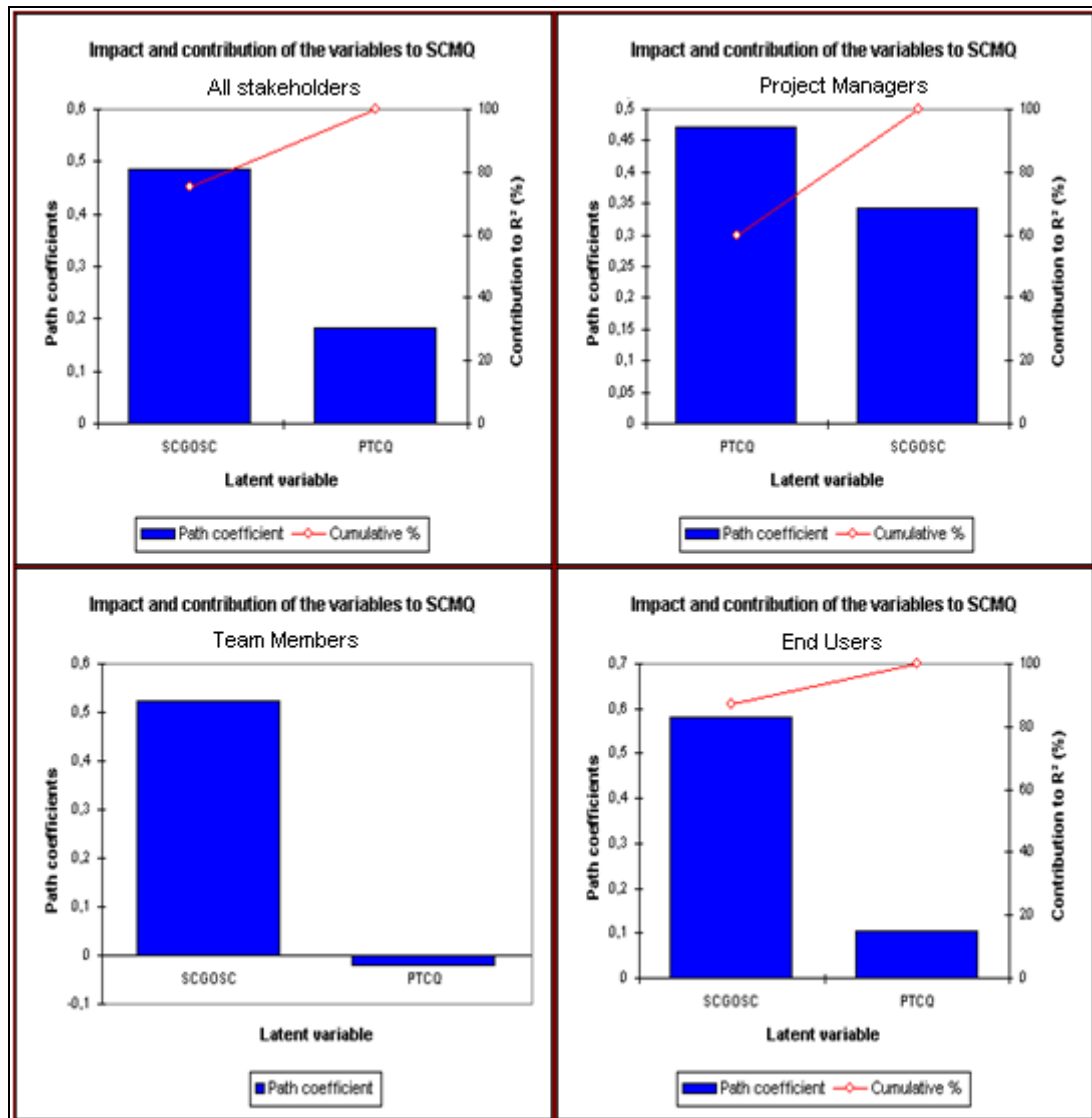 Impact and contribution of the variables to SCMQ
All stakeholders
0,6
0,5
0,4
0,3
0,2
0,1
0
Path coefficients
100
80
60
40
20
0
Contribution to R² (%)
SCGOSC PTCQ
Latent variable
Path coefficient Cumulative %
Impact and contribution of the variables to SCMQ
Project Managers
0,5
0,45
0,4
0,35
0,3
0,25
0,2
0,15
0,1
0,05
0
Path coefficients
100
80
60
40
20
0
Contribution to R² (%)
PTCQ SCGOSC
Latent variable
Path coefficient Cumulative %
Impact and contribution of the variables to SCMQ
Team Members
0,6
0,5
0,4
0,3
0,2
0,1
0
-0,1
Path coefficients
SCGOSC PTCQ
Latent variable
Path coefficient
Impact and contribution of the variables to SCMQ
End Users
0,7
0,6
0,5
0,4
0,3
0,2
0,1
0
Path coefficients
100
80
60
40
20
0
Contribution to R² (%)
SCGOSC PTCQ
Latent variable
Path coefficient Cumulative %